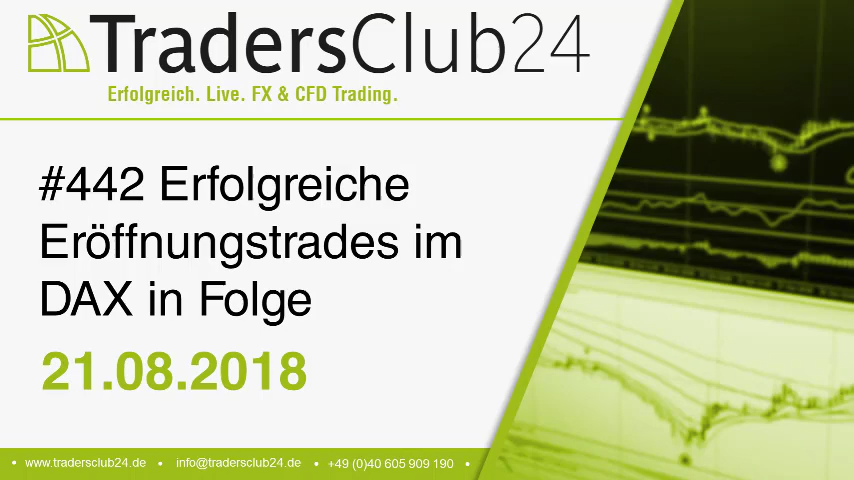 TradersClub24
Erfolgreich. Live. FX & CFD Trading.
#442 Erfolgreiche
Eröffnungstrades im
DAX in Folge
21.08.2018
• www.tradersclub24.de • info@tradersclub24.de • +49 (0)40 605 909 190 •